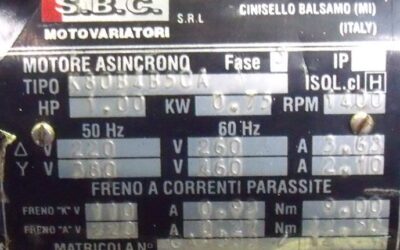 S.B.C.
S.R.L
CINISELLO BALSAMO (MI)
(ITALY)
MOTOVARIATORI
MOTORE ASINCRONO Fase IP
TIPO ISOL.cl H
HP 1.00 KW 0.75 RPM 1400
50 Hz 60 Hz
Δ V 220 V 260 A 3.65
Y V 380 V 460 A 2.10
FRENO A CORRENTI PARASSITE
FRENO "K" V 110 A Nm
FRENO "A" V 220 A Nm
MATRICOLA N°